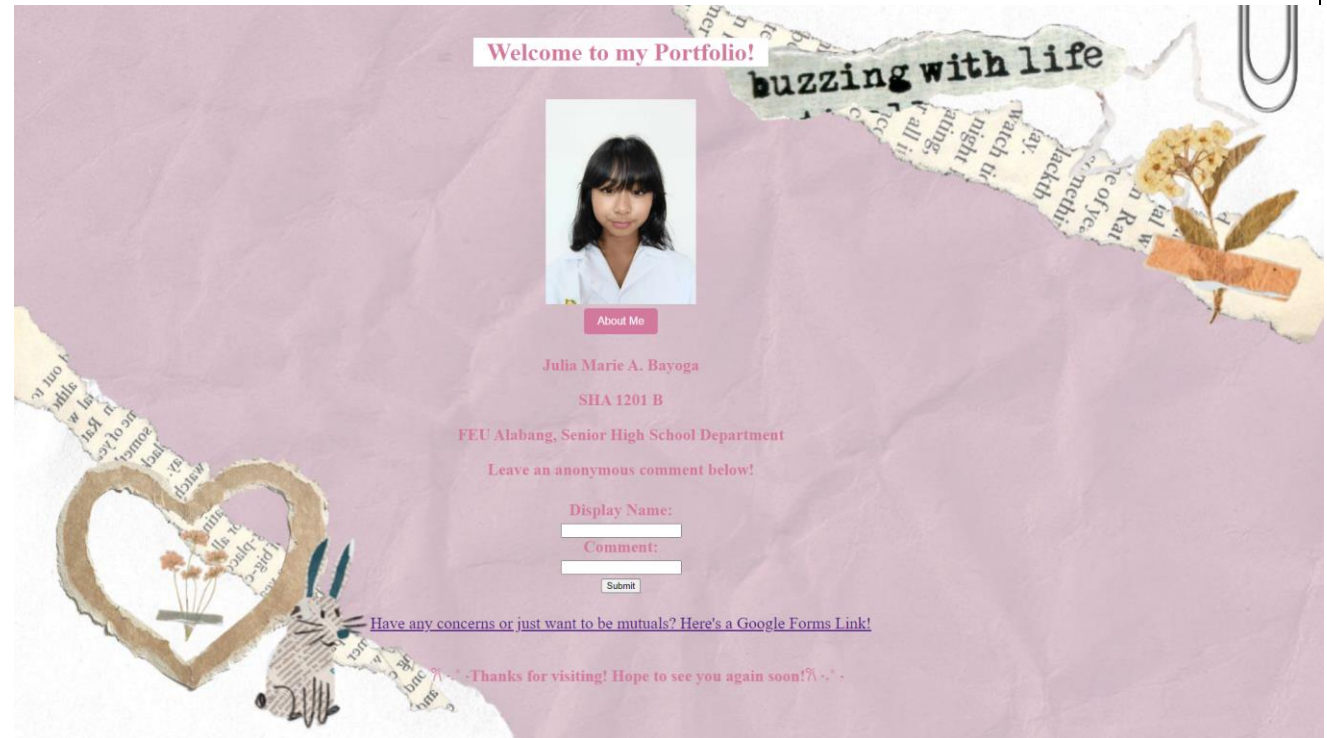 Welcome to my Portfolio!
buzzing with life
About Me
Julia Marie A. Bayoga
SHA 1201 B
FEU Alabang, Senior High School Department
Leave an anonymous comment below!
Display Name:
Comment:
Submit
Have any concerns or just want to be mutuals? Here's a Google Forms Link!
Thanks for visiting! Hope to see you again soon!